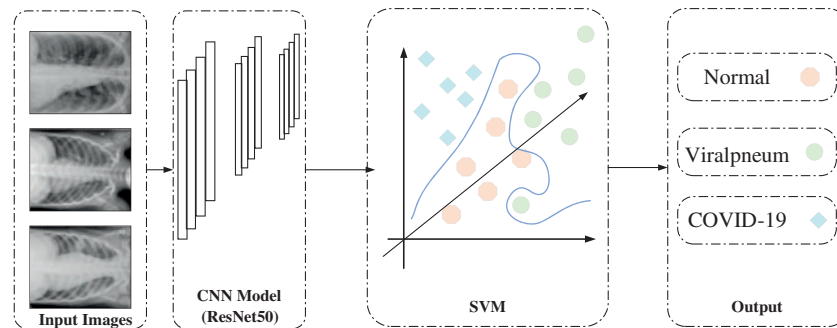 Input Images
CNN Model
(ResNet50)
SVM
Normal
Viralpneum
COVID-19
Output